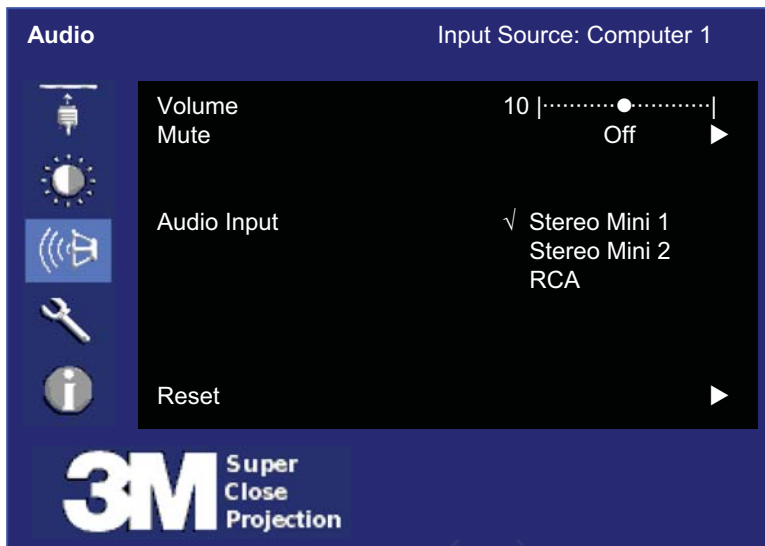 Audio Input Source: Computer 1
Volume 10 |···········●············|
Mute Off ▶
Audio Input √ Stereo Mini 1
Stereo Mini 2
RCA
Reset ▶
3M Super
Close
Projection